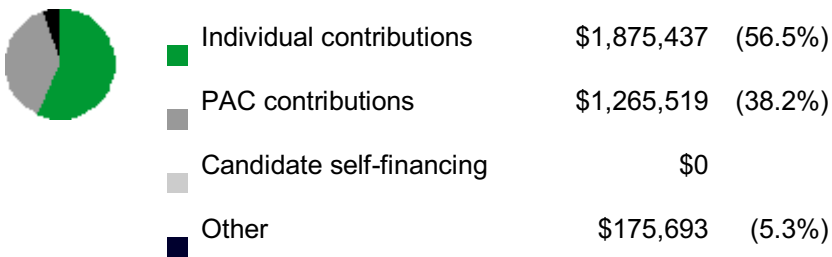 Individual contributions $1,875,437 (56.5%)
PAC contributions $1,265,519 (38.2%)
Candidate self-financing $0
Other $175,693 (5.3%)